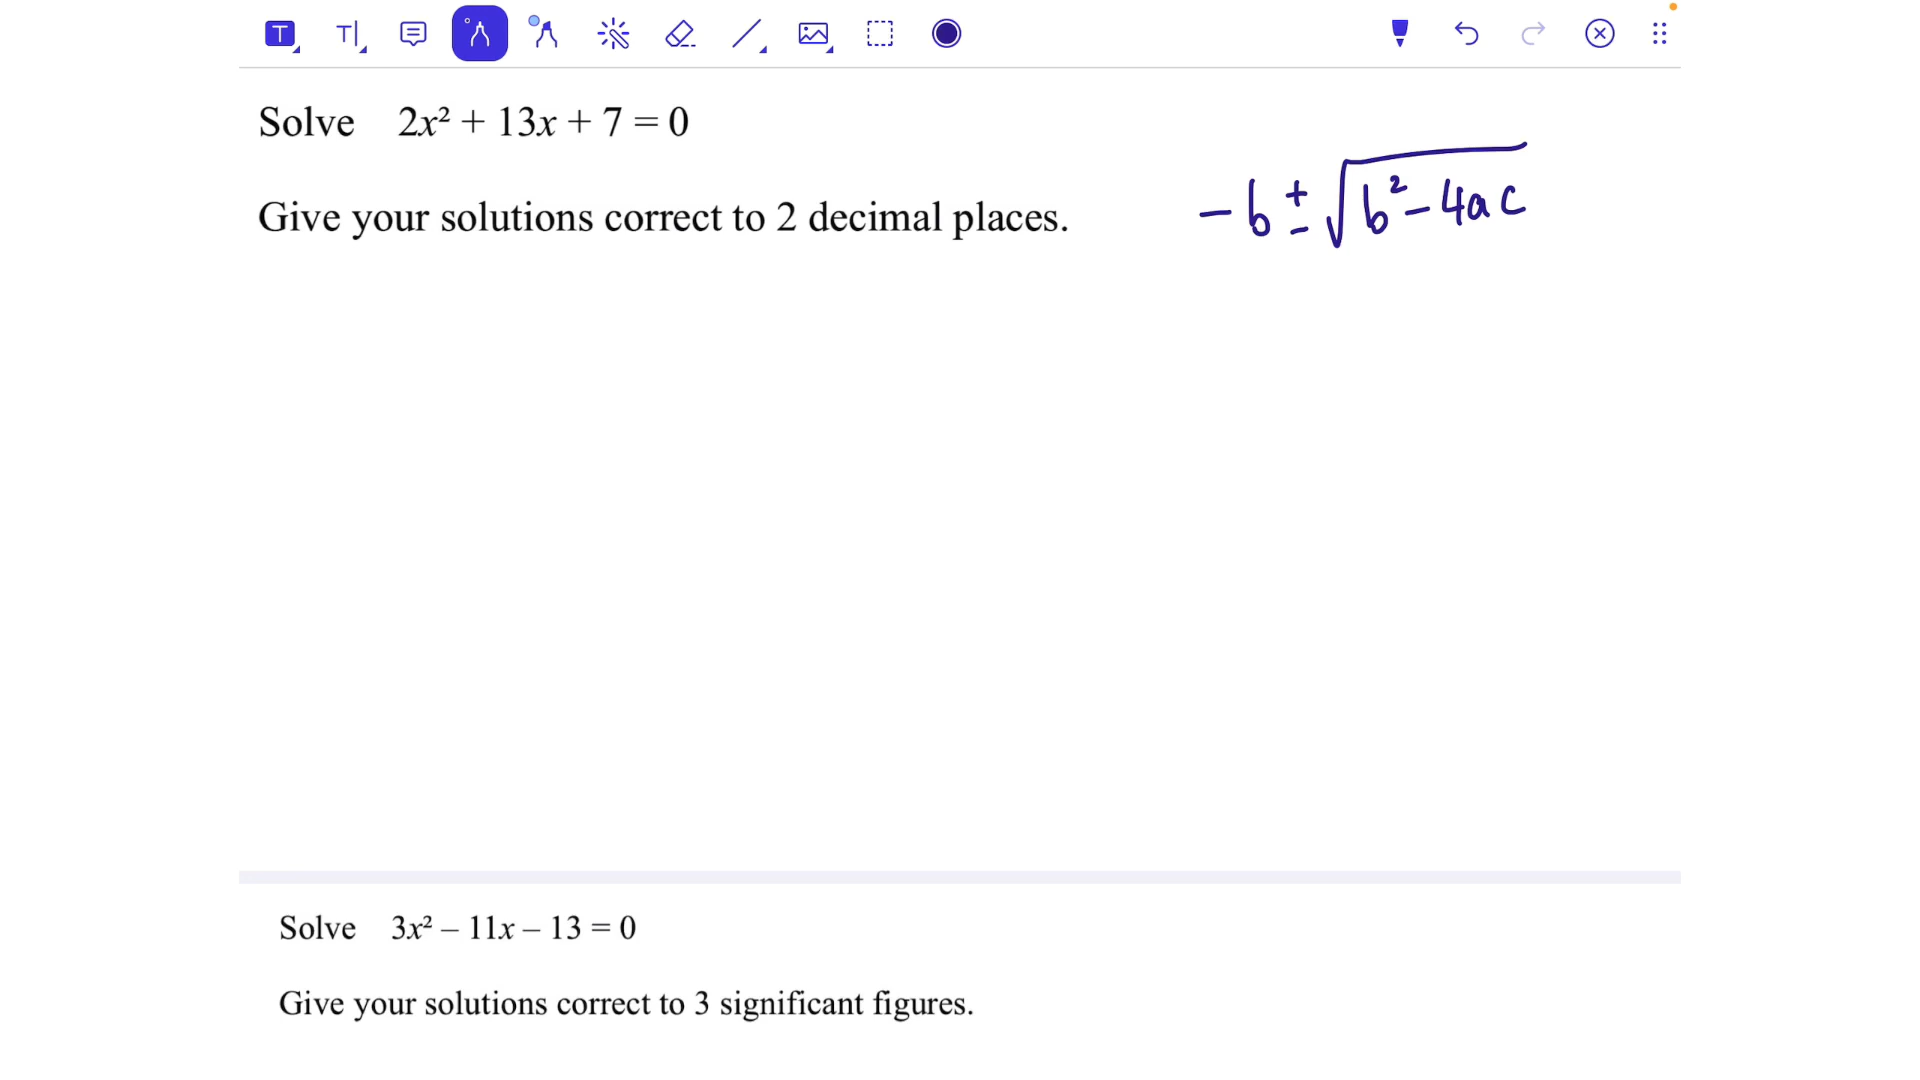 T T|
Solve 2x² + 13x + 7 = 0
-b ± √b² - 4ac
Give your solutions correct to 2 decimal places.
Solve 3x² – 11x – 13 = 0
Give your solutions correct to 3 significant figures.